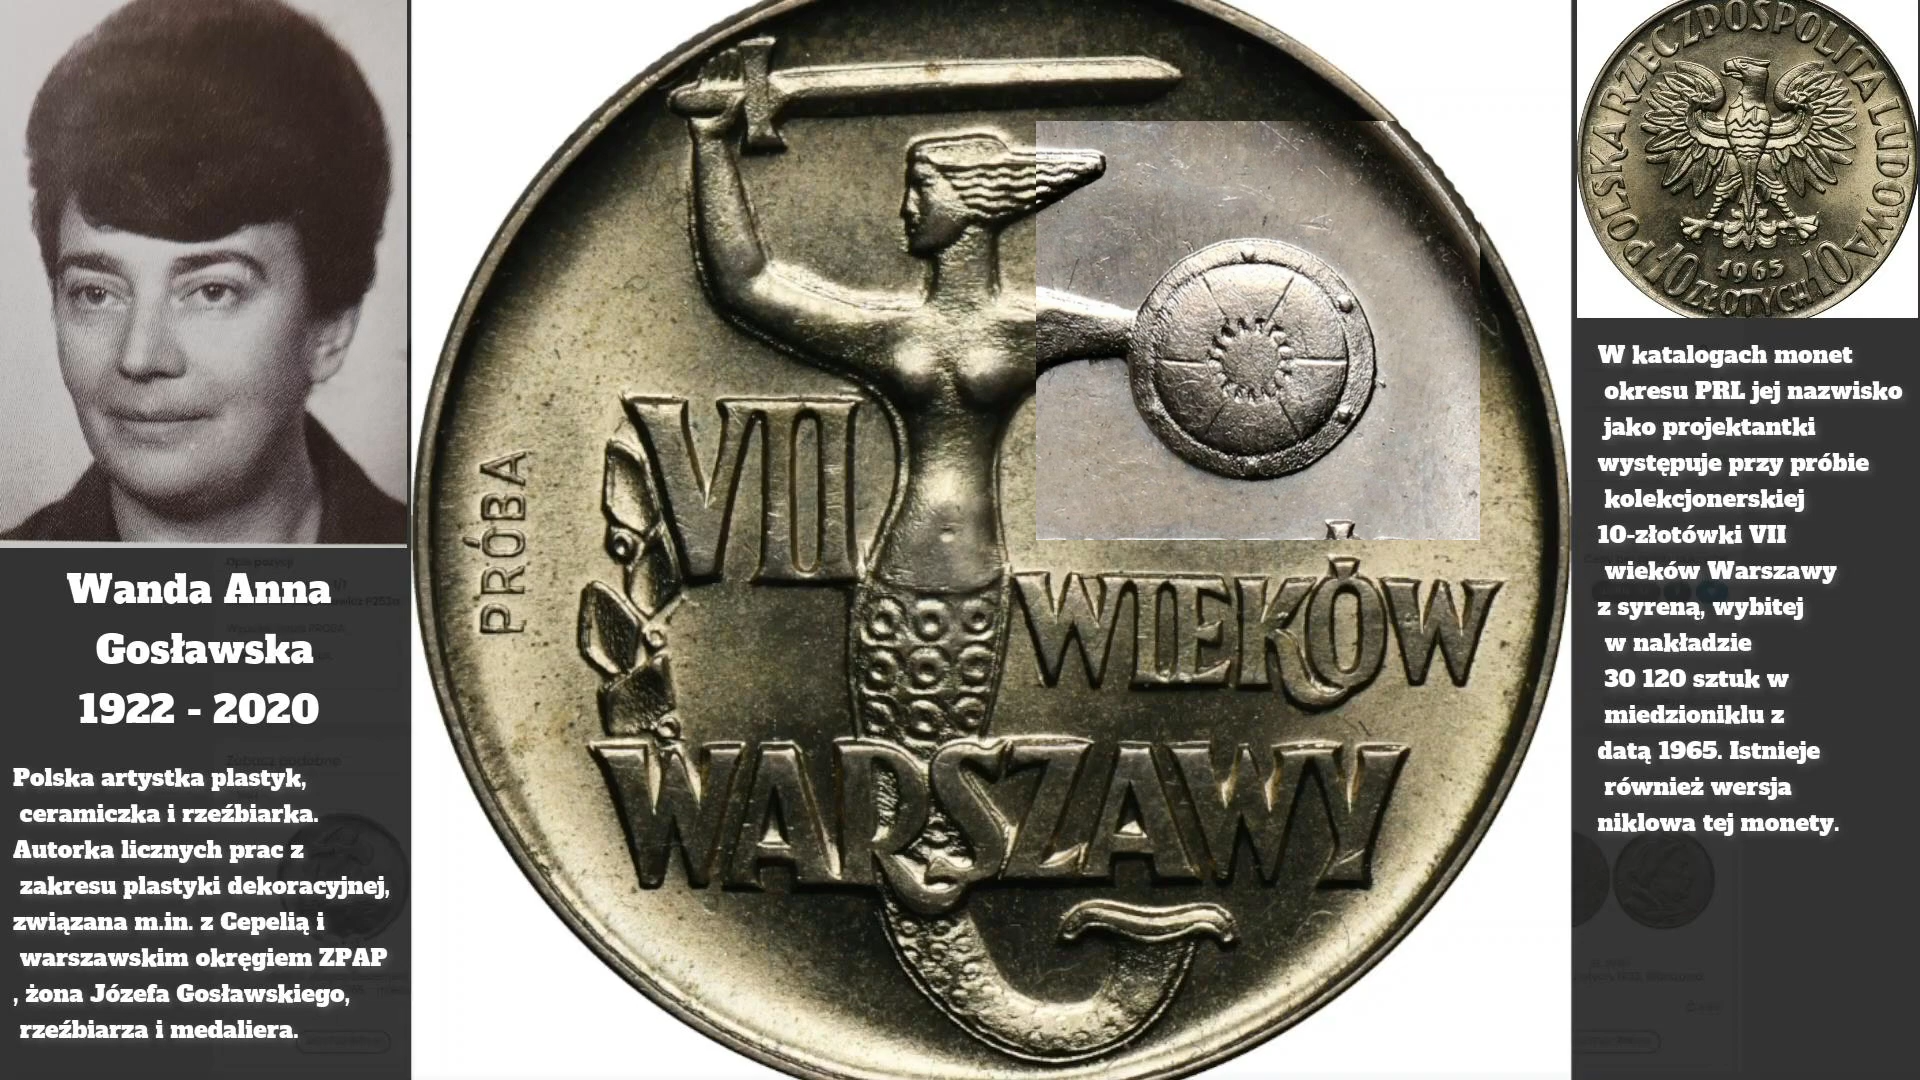 Wanda Anna
Gosławska
1922 - 2020
Polska artystka plastyk,
ceramiczka i rzeźbiarka.
Autorka licznych prac z
zakresu plastyki dekoracyjnej,
związana m.in. z Cepelią i
warszawskim okręgiem ZPAP
, żona Józefa Gosławskiego,
rzeźbiarza i medaliera.
PRÓBA
VII
WIEKÓW
WARSZAWY
POLSKA RZECZPOSPOLITA LUDOWA
1965
10 ZŁOTYCH 10
W katalogach monet
okresu PRL jej nazwisko
jako projektantki
występuje przy próbie
kolekcjonerskiej
10-złotówki VII
wieków Warszawy
z syreną, wybitej
w nakładzie
30 120 sztuk w
miedzioniklu z
datą 1965. Istnieje
również wersja
niklowa tej monety.